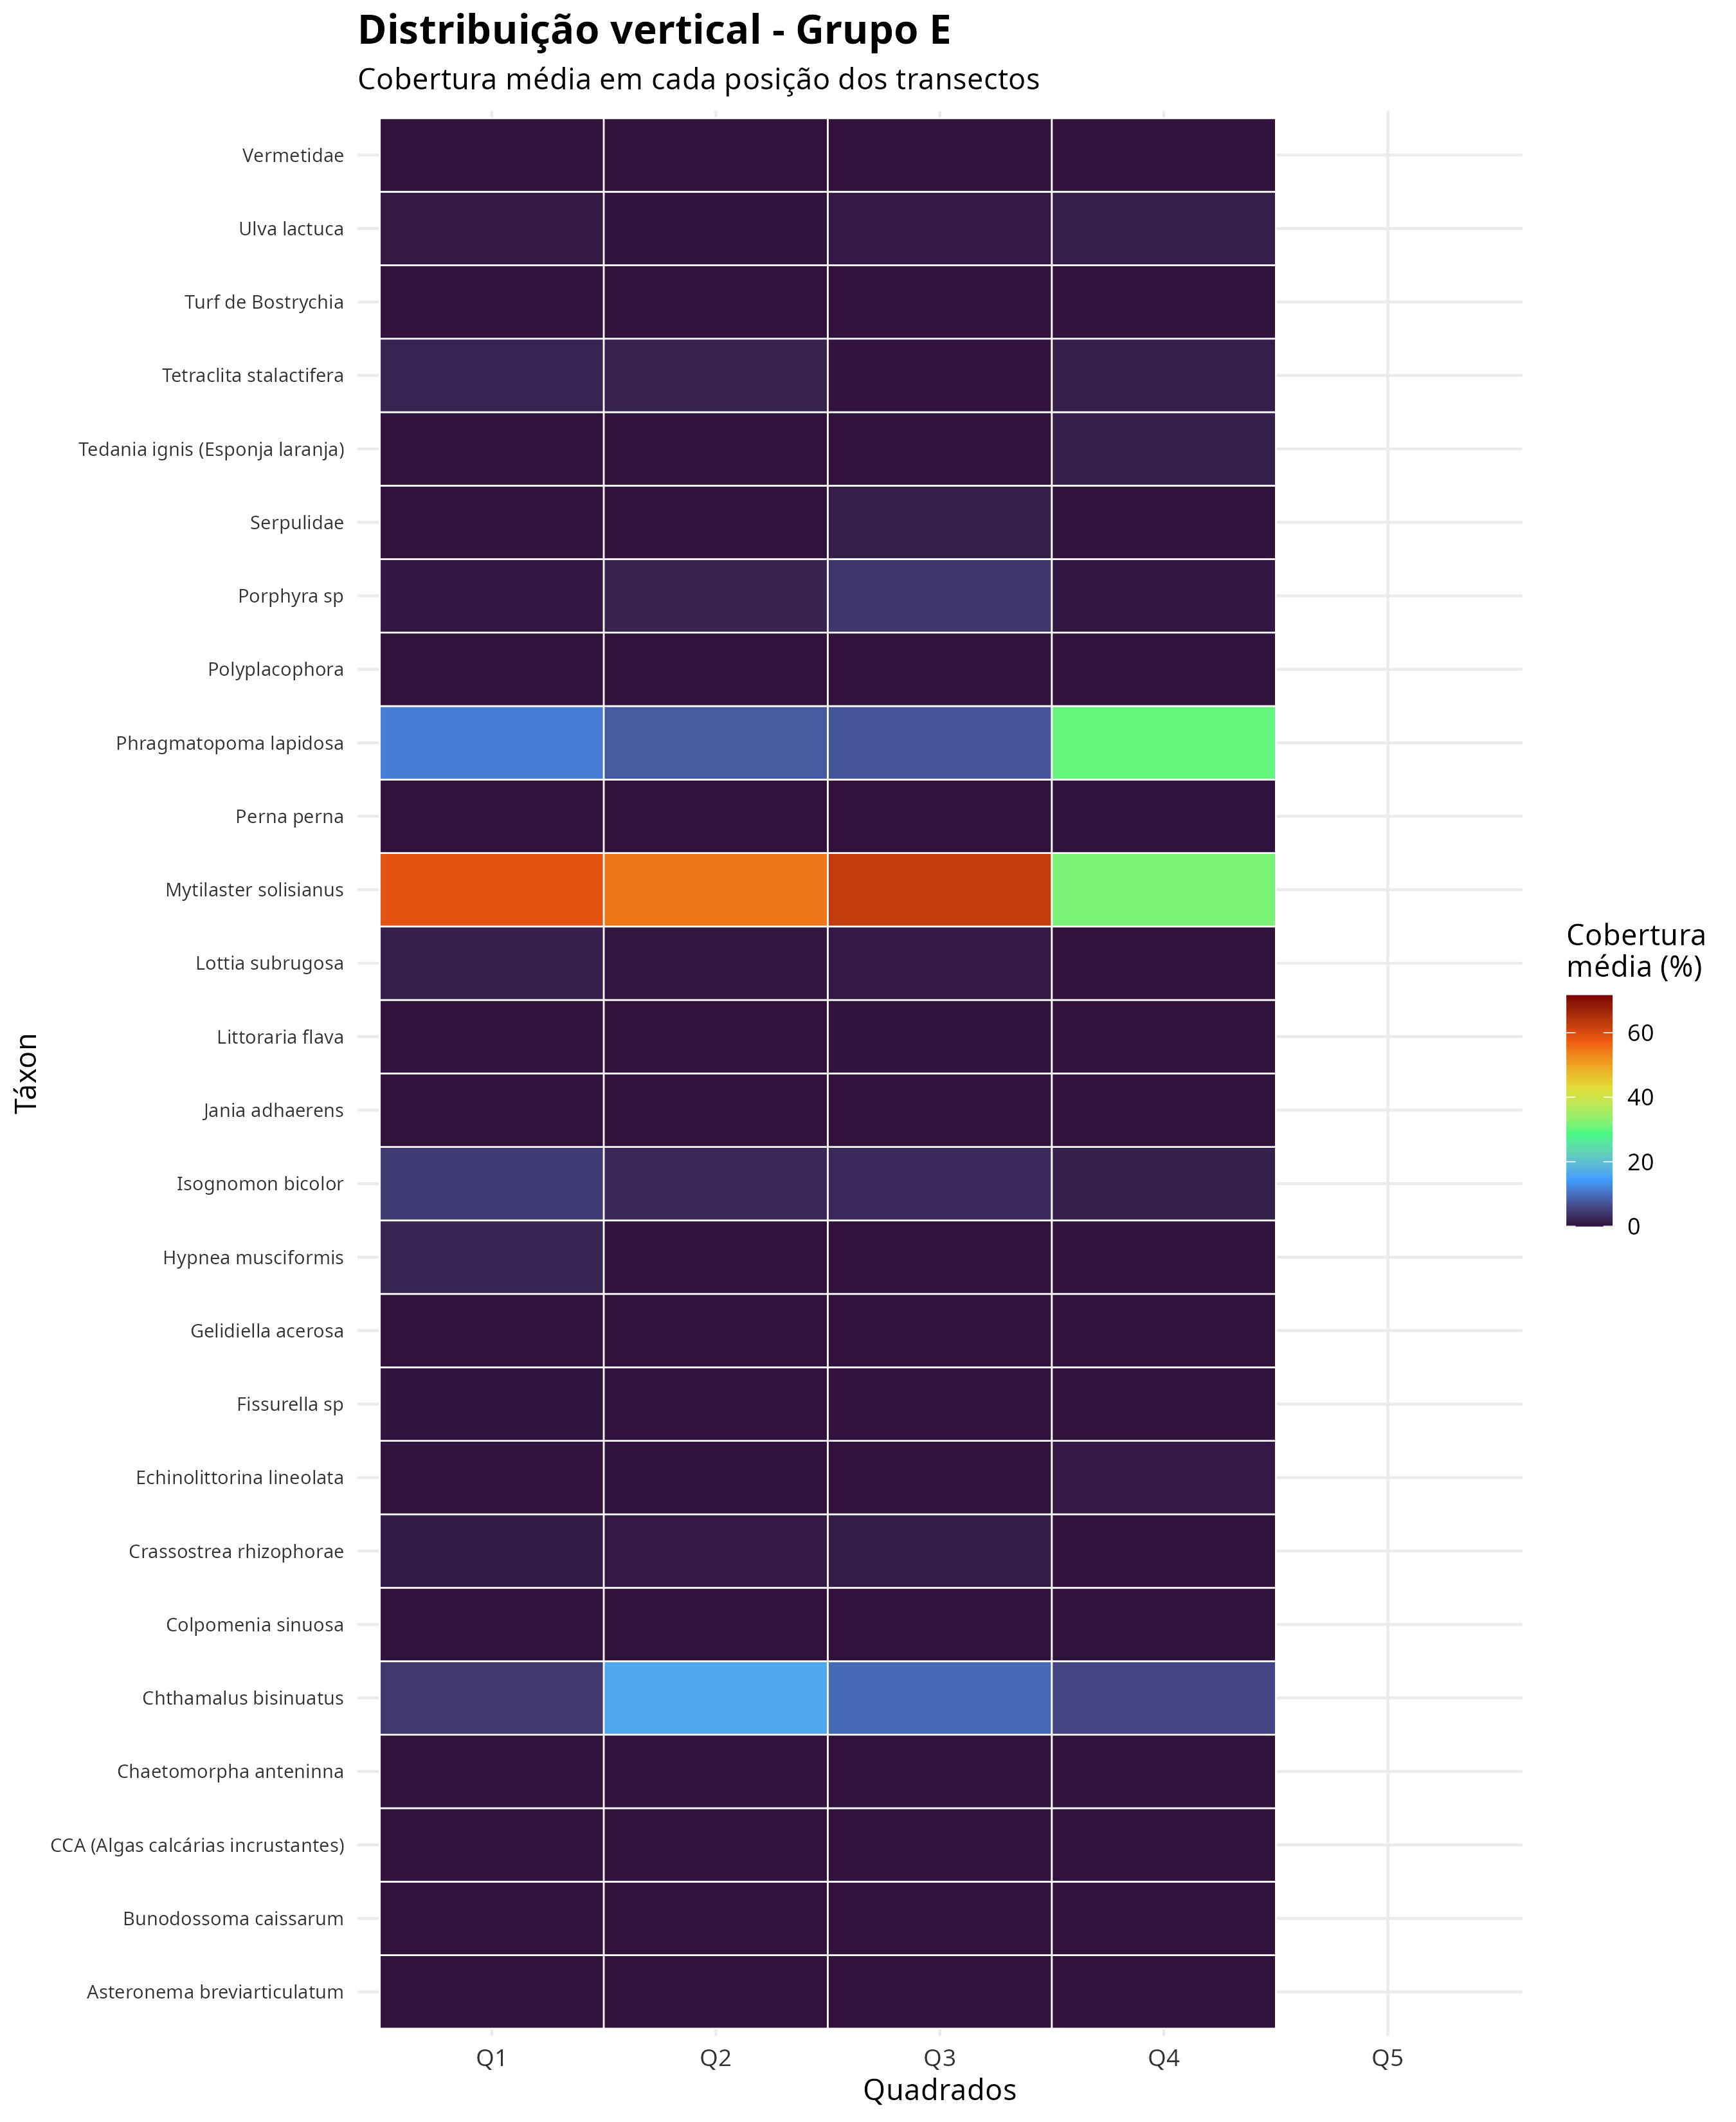 Distribuição vertical - Grupo E
Cobertura média em cada posição dos transectos
Táxon
Vermetidae
Ulva lactuca
Turf de Bostrychia
Tetraclita stalactifera
Tedania ignis (Esponja laranja)
Serpulidae
Porphyra sp
Polyplacophora
Phragmatopoma lapidosa
Perna perna
Mytilaster solisianus
Lottia subrugosa
Littoraria flava
Jania adhaerens
Isognomon bicolor
Hypnea musciformis
Gelidiella acerosa
Fissurella sp
Echinolittorina lineolata
Crassostrea rhizophorae
Colpomenia sinuosa
Chthamalus bisinuatus
Chaetomorpha anteninna
CCA (Algas calcárias incrustantes)
Bunodossoma caissarum
Asteronema breviarticulatum
Q1 Q2 Q3 Q4 Q5
Quadrados
Cobertura
média (%)
60
40
20
0